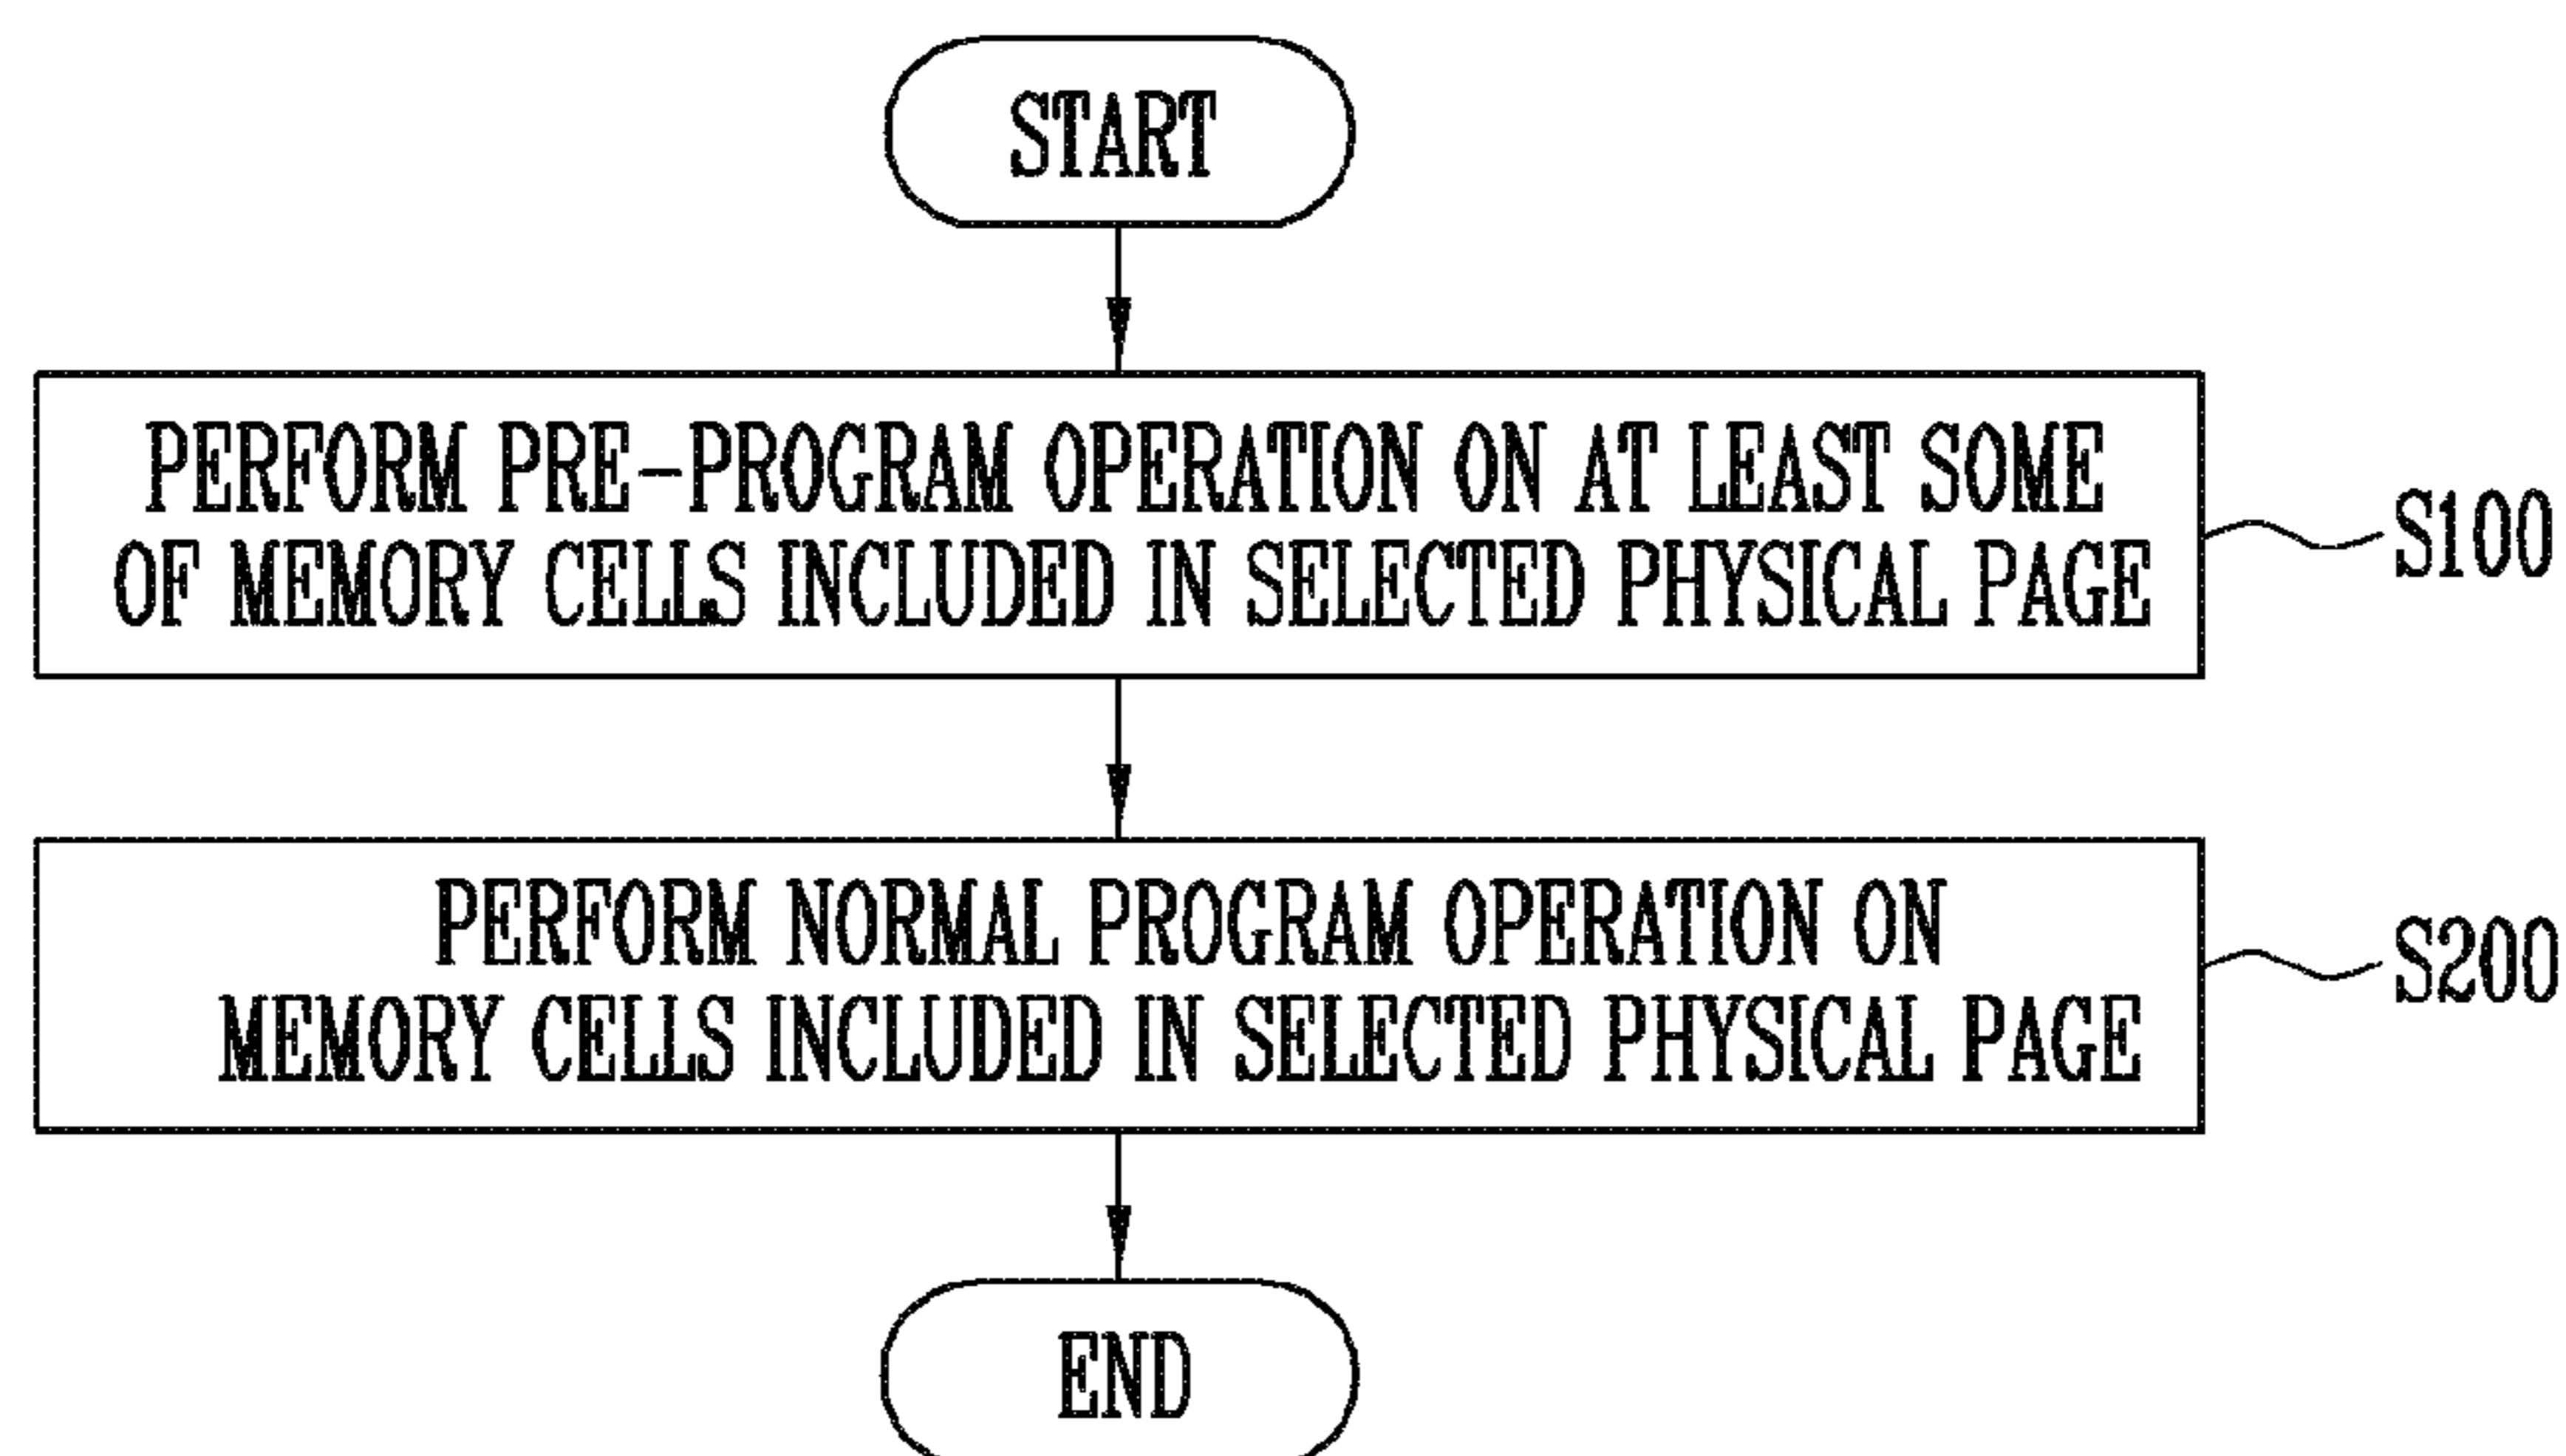 START
PERFORM PRE-PROGRAM OPERATION ON AT LEAST SOME
OF MEMORY CELLS INCLUDED IN SELECTED PHYSICAL PAGE
S100
PERFORM NORMAL PROGRAM OPERATION ON
MEMORY CELLS INCLUDED IN SELECTED PHYSICAL PAGE
S200
END